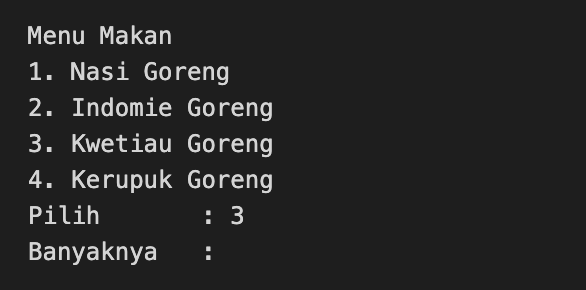 Menu Makan
1. Nasi Goreng
2. Indomie Goreng
3. Kwetiau Goreng
4. Kerupuk Goreng
Pilih       : 3
Banyaknya   :